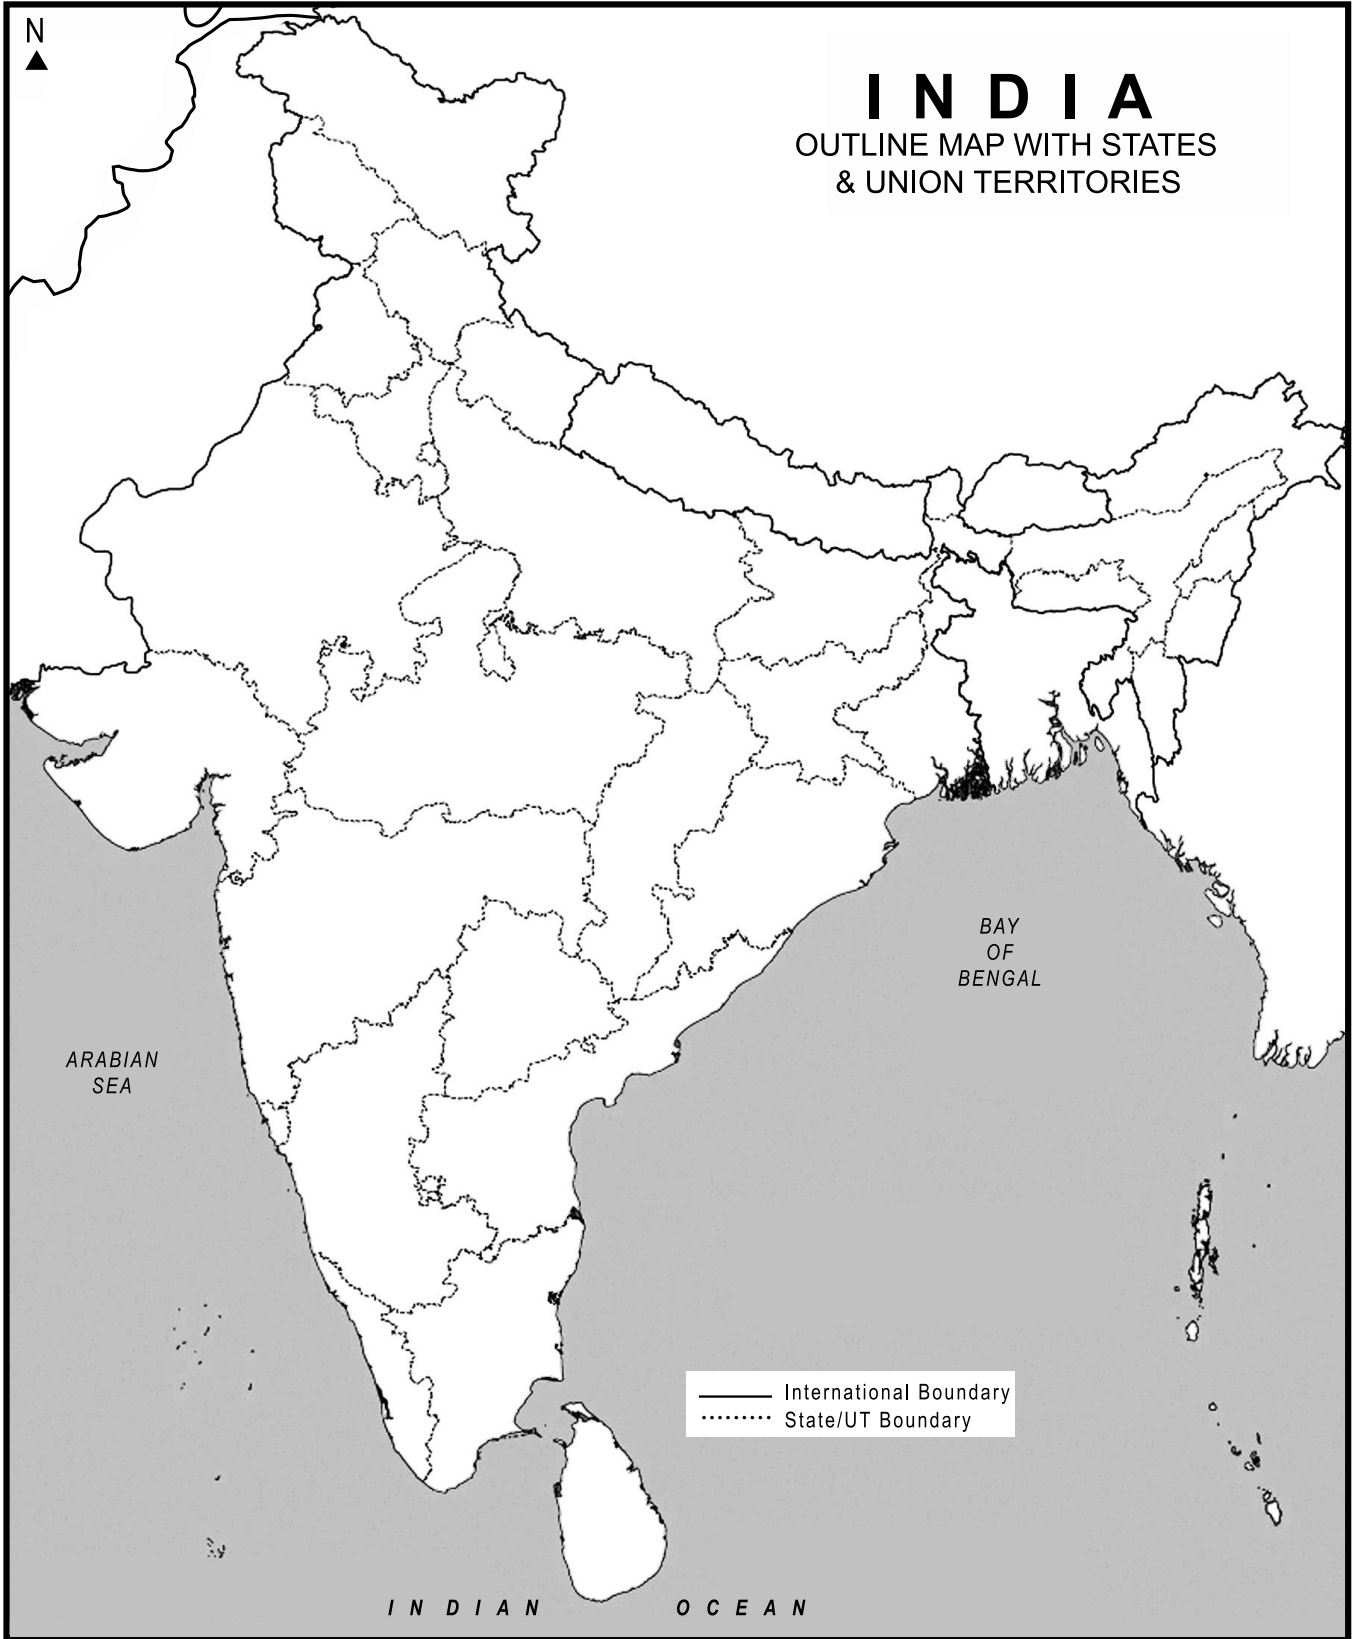 N
INDIA
OUTLINE MAP WITH STATES
& UNION TERRITORIES
BAY
OF
BENGAL
ARABIAN
SEA
International Boundary
State/UT Boundary
INDIAN OCEAN